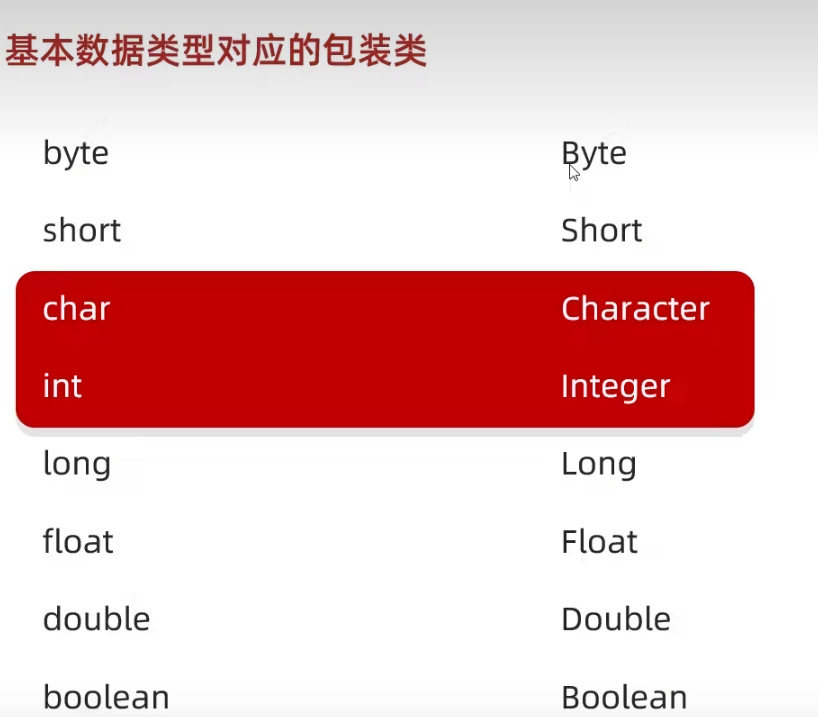 基本数据类型对应的包装类
byte Byte
short Short
char Character
int Integer
long Long
float Float
double Double
boolean Boolean